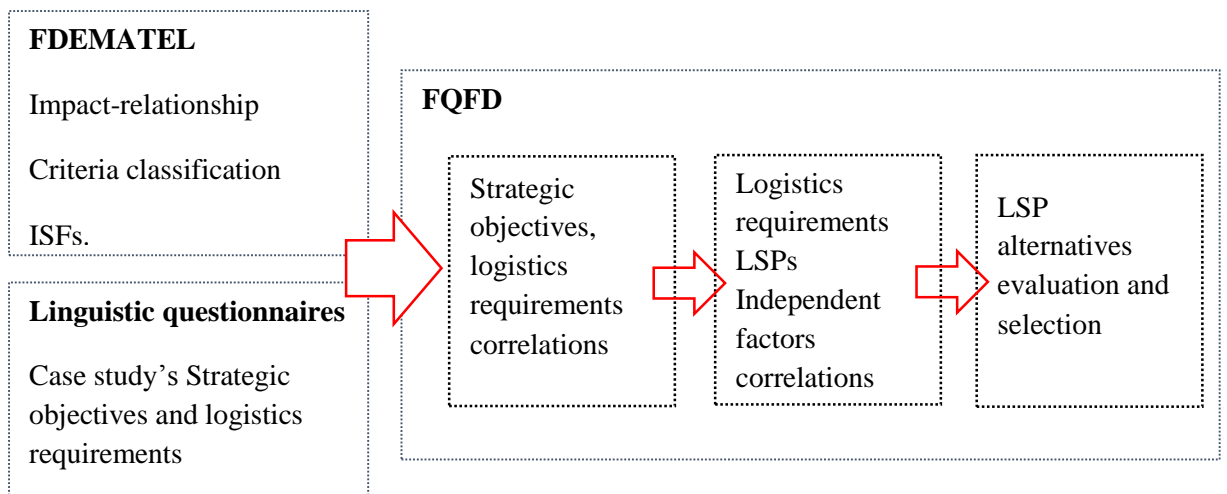 FDEMATEL
Impact-relationship
Criteria classification
ISFs.
Linguistic questionnaires
Case study's Strategic
objectives and logistics
requirements
FQFD
Strategic
objectives,
logistics
requirements
correlations
Logistics
requirements
LSPs
Independent
factors
correlations
LSP
alternatives
evaluation and
selection